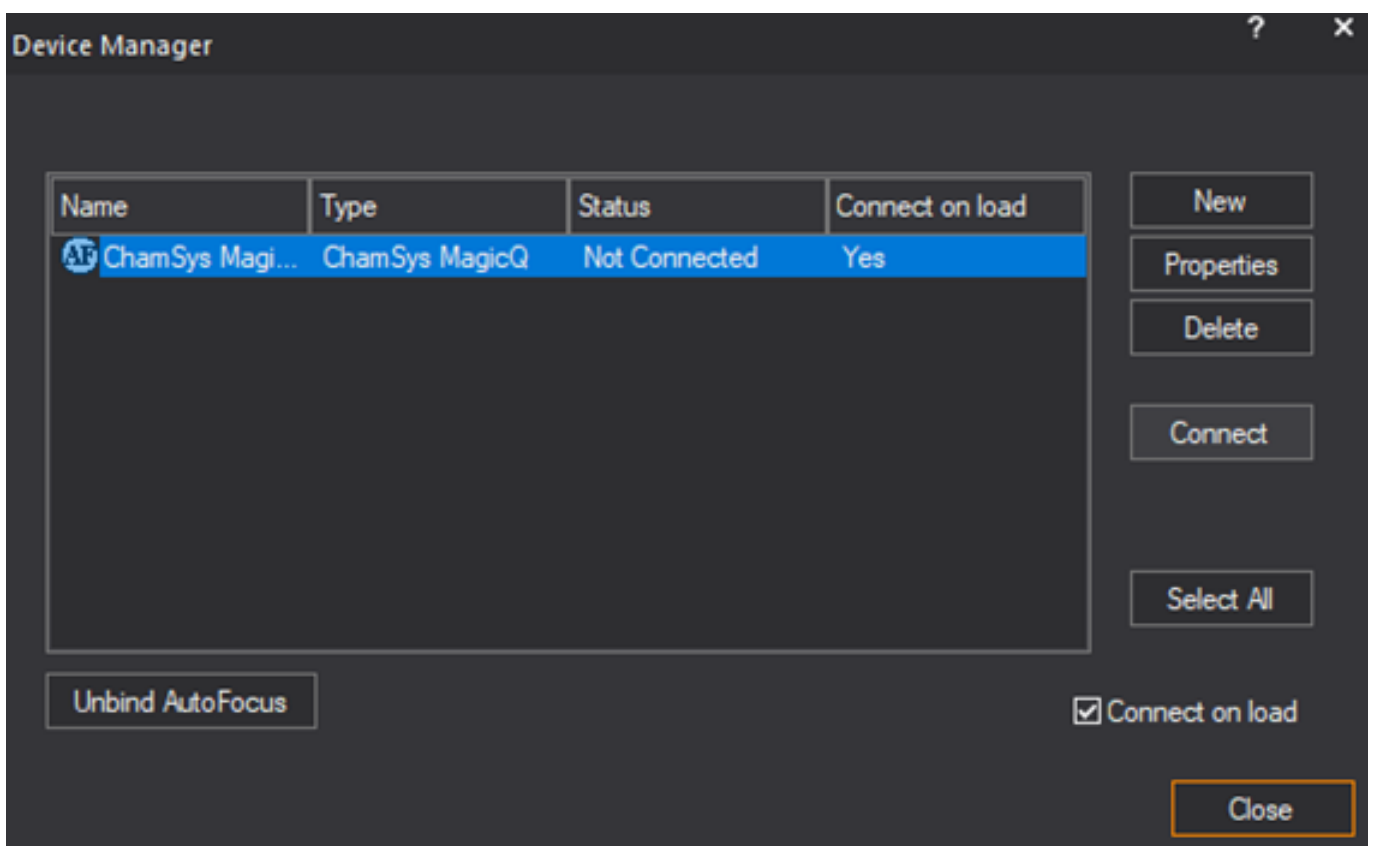 Device Manager
? ×
Name Type Status Connect on load
ChamSys Magi... ChamSys MagicQ Not Connected Yes
New
Properties
Delete
Connect
Select All
Unbind AutoFocus
Connect on load
Close